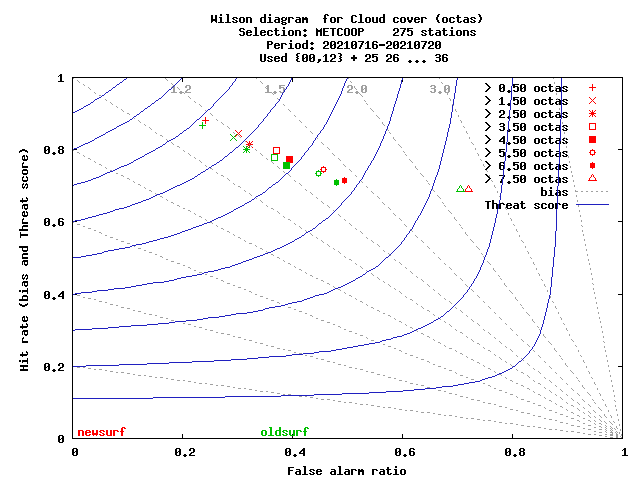 Wilson diagram  for Cloud cover (octas)
Selection: METCOOP    275 stations
Period: 20210716-20210720
Used {00,12} + 25 26 ... 36
1
0.8
0.6
0.4
0.2
0
Hit rate (bias and Threat score)
1.2
1.5
2.0
3.0
> 0.50 octas
> 1.50 octas
> 2.50 octas
> 3.50 octas
> 4.50 octas
> 5.50 octas
> 6.50 octas
> 7.50 octas
bias
Threat score
newsurf
oldsurf
0
0.2
0.4
0.6
0.8
1
False alarm ratio